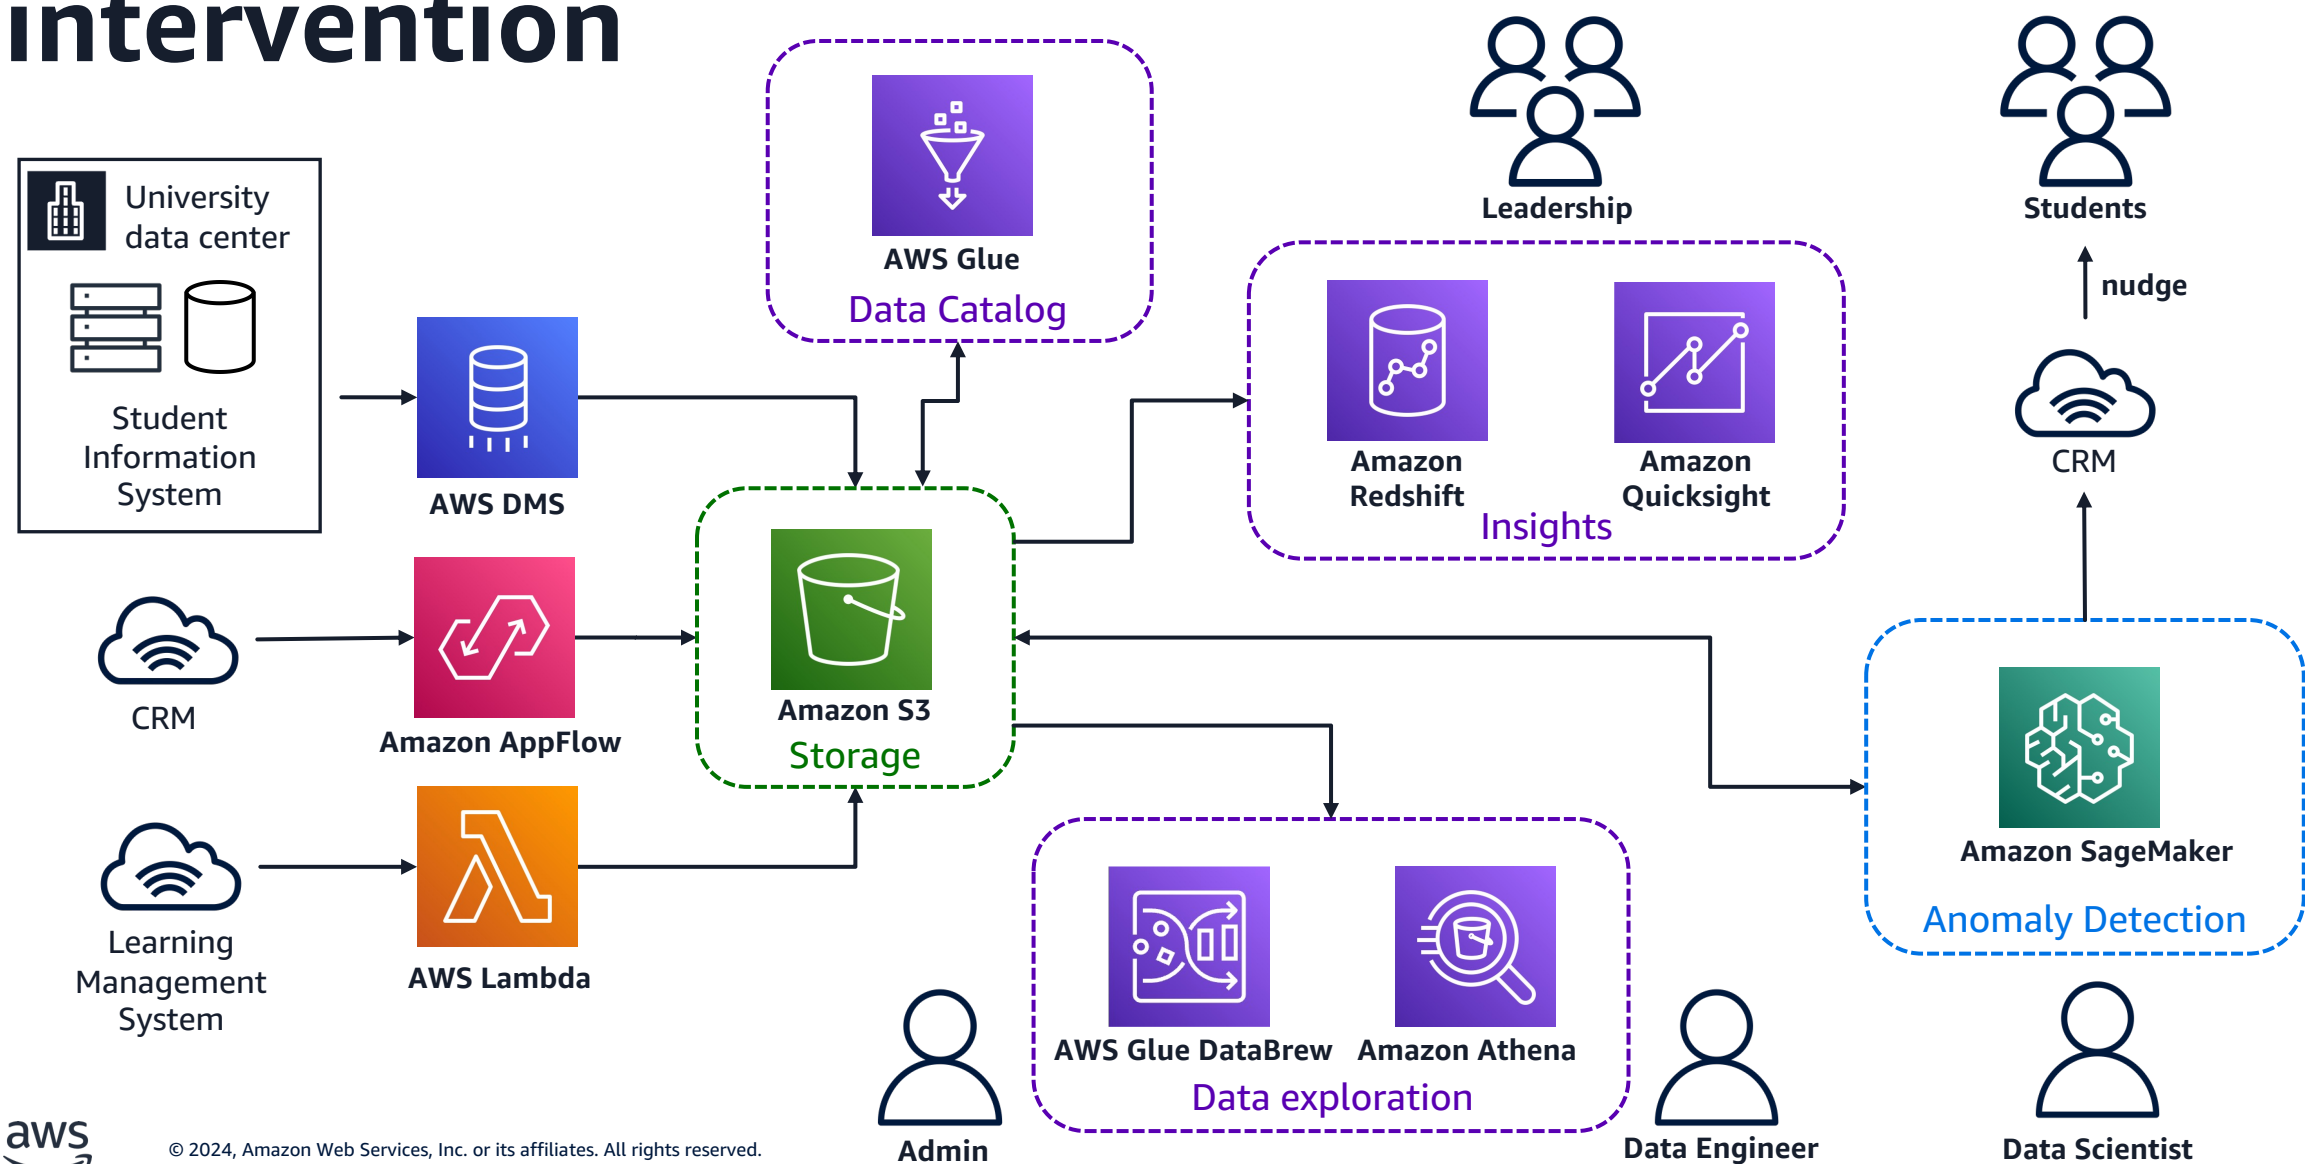 intervention
University
data center
Student
Information
System
AWS DMS
CRM
Amazon AppFlow
Learning
Management
System
AWS Lambda
AWS Glue
Data Catalog
Amazon S3
Storage
Leadership
Amazon
Redshift
Amazon
Quicksight
Insights
Students
nudge
CRM
Amazon SageMaker
Anomaly Detection
AWS Glue DataBrew
Amazon Athena
Data exploration
Admin
Data Engineer
Data Scientist
aws
© 2024, Amazon Web Services, Inc. or its affiliates. All rights reserved.